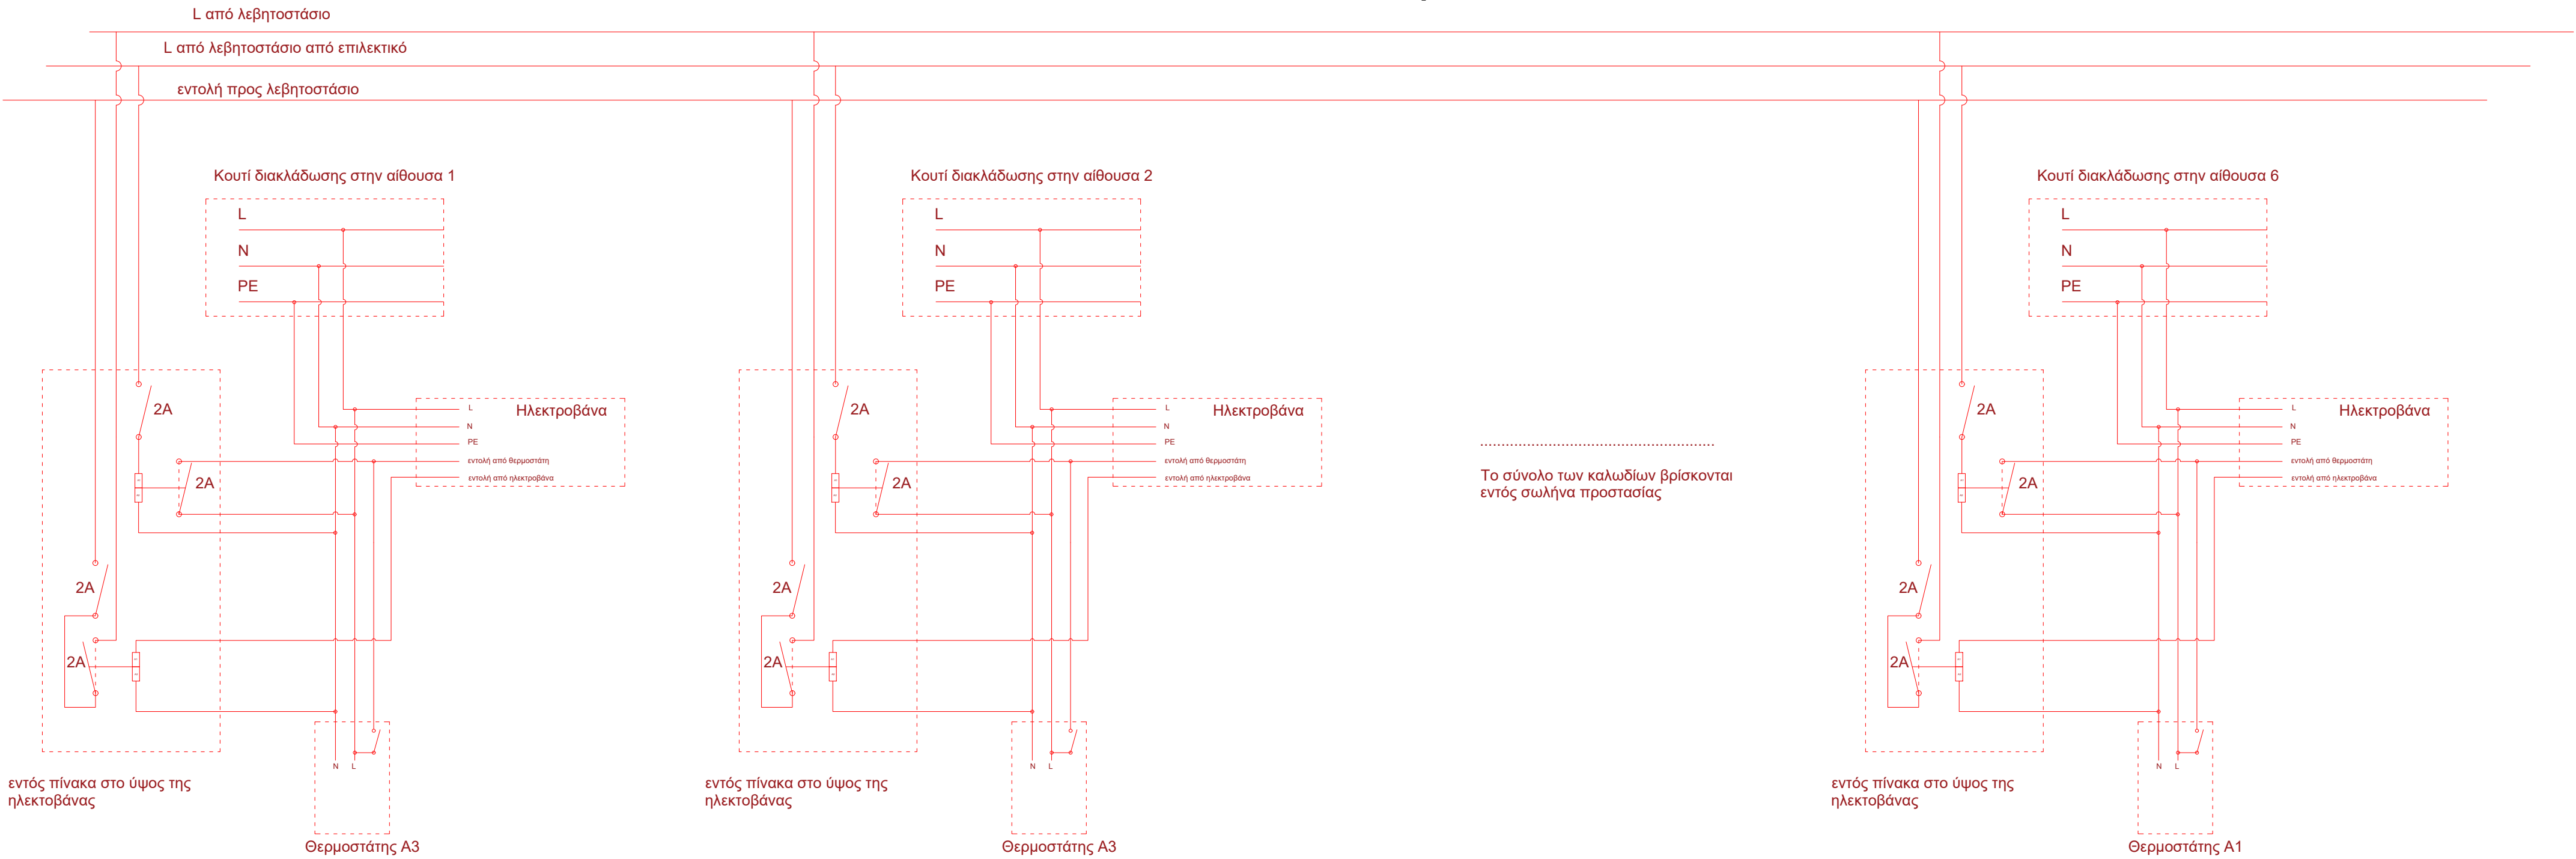 L από λεβητοστάσιο
L από λεβητοστάσιο από επιλεκτικό
εντολή προς λεβητοστάσιο
Κουτί διακλάδωσης στην αίθουσα 1
L
N
PE
2A
2A
2A
2A
Ηλεκτροβάνα
L
N
PE
εντολή από θερμοστάτη
εντολή από ηλεκτροβάνα
N L
εντός πίνακα στο ύψος της
ηλεκτοβάνας
Θερμοστάτης Α3
Κουτί διακλάδωσης στην αίθουσα 2
L
N
PE
2A
2A
2A
2A
Ηλεκτροβάνα
L
N
PE
εντολή από θερμοστάτη
εντολή από ηλεκτροβάνα
N L
εντός πίνακα στο ύψος της
ηλεκτοβάνας
Θερμοστάτης Α3
......................................................
Το σύνολο των καλωδίων βρίσκονται
εντός σωλήνα προστασίας
Κουτί διακλάδωσης στην αίθουσα 6
L
N
PE
2A
2A
2A
2A
Ηλεκτροβάνα
L
N
PE
εντολή από θερμοστάτη
εντολή από ηλεκτροβάνα
N L
εντός πίνακα στο ύψος της
ηλεκτοβάνας
Θερμοστάτης Α1